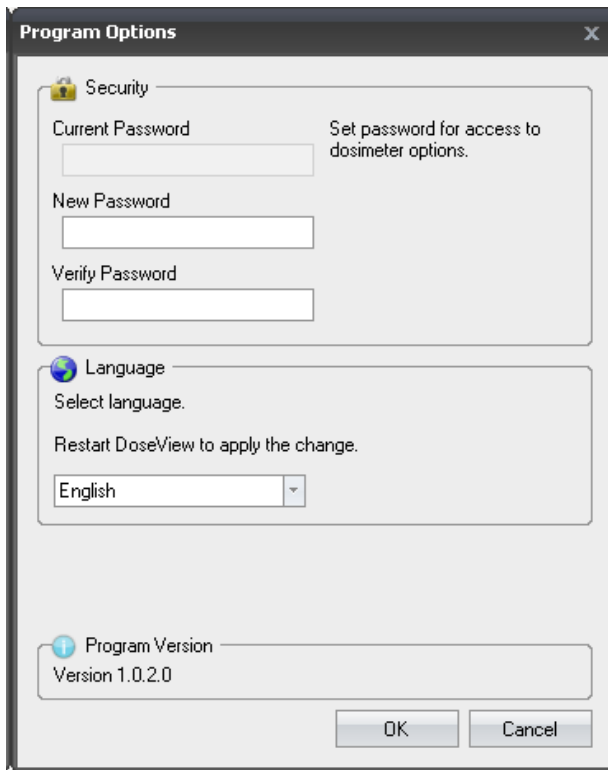 Program Options
x
Security
Current Password
Set password for access to
dosimeter options.
New Password
Verify Password
Language
Select language.
Restart DoseView to apply the change.
English
Program Version
Version 1.0.2.0
OK
Cancel